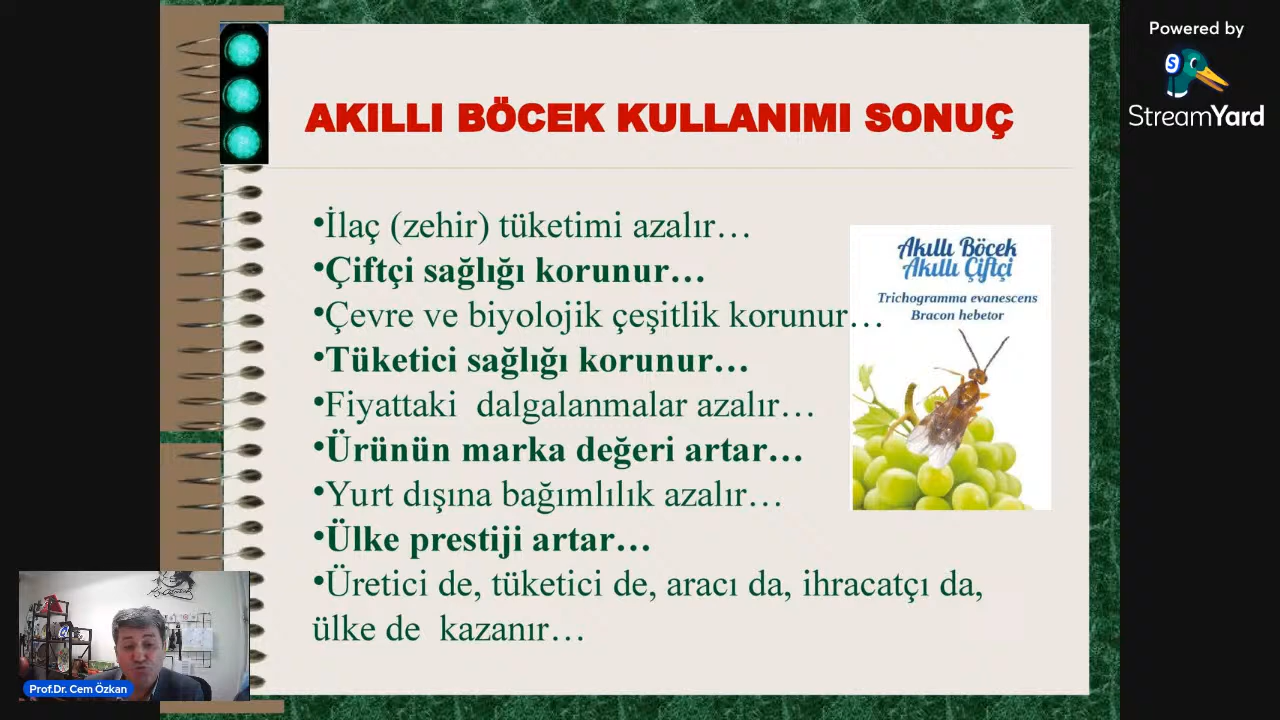 Powered by
StreamYard
AKILLI BÖCEK KULLANIMI SONUÇ
•İlaç (zehir) tüketimi azalır…
•Çiftçi sağlığı korunur…
•Çevre ve biyolojik çeşitlik korunur…
•Tüketici sağlığı korunur…
•Fiyattaki  dalgalanmalar azalır…
•Ürünün marka değeri artar…
•Yurt dışına bağımlılık azalır…
•Ülke prestiji artar…
•Üretici de, tüketici de, aracı da, ihracatçı da,
ülke de  kazanır…
Akıllı Böcek
Akıllı Çiftçi
Trichogramma evanescens
Bracon hebetor
Prof.Dr. Cem Özkan